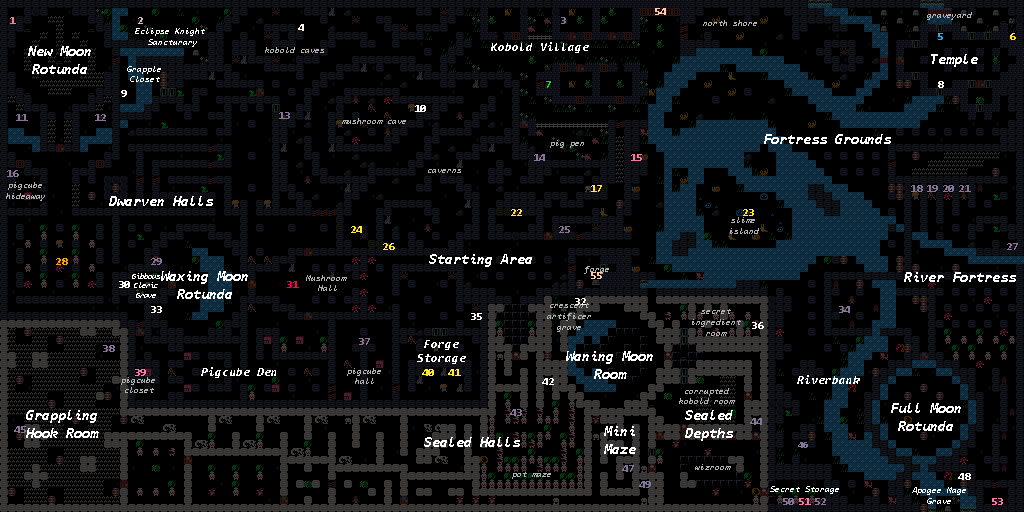 1
2
Eclipse Knight
Sancturary
4
kobold caves
3
Kobold Village
54
north shore
graveyard
5
6
New Moon
Rotunda
Grapple
Closet
Temple
9
7
8
11
12
13
10
mushroom cave
Fortress Grounds
pig pen
14
15
16
pigcube
hideaway
caverns
17
18 19 20 21
Dwarven Halls
22
23
slime
island
24
25
26
27
28
29
Starting Area
30
Gibbous
Cleric
Grave
Waxing Moon
Rotunda
31
Mushroom
Hall
forge
55
River Fortress
32
crescent
artificer
grave
33
35
secret
ingredient
room
34
36
38
37
Forge
Storage
Waning Moon
Room
39
pigcube
closet
Pigcube Den
pigcube
hall
40 41
42
Riverbank
corrupted
kobold room
Grappling
Hook Room
45
43
Sealed Halls
Sealed
Depths
44
Full Moon
Rotunda
Mini
Maze
46
pot maze
47
wizroom
48
49
Secret Storage
50 51 52
Apogee Mage
Grave
53